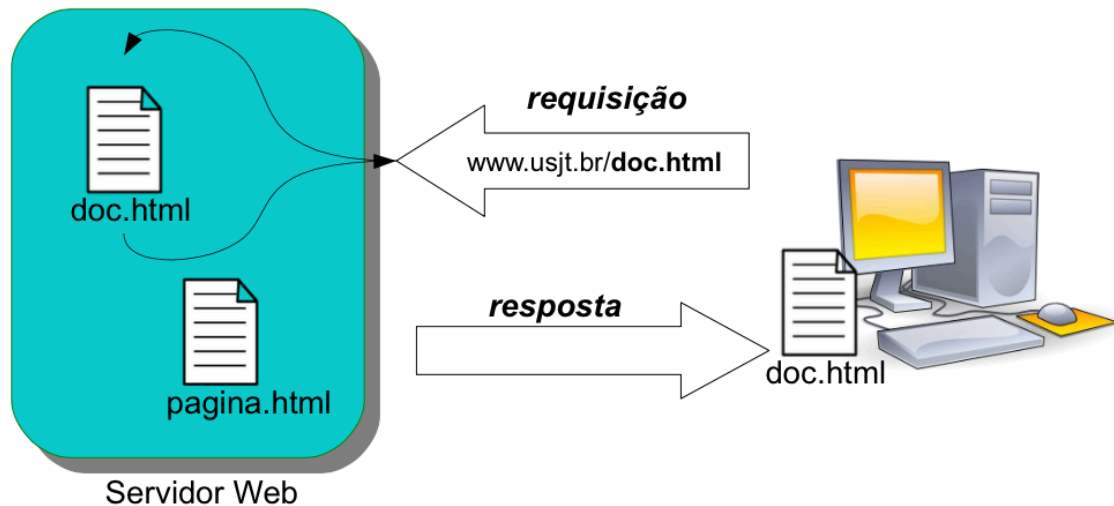 requisição
www.usjt.br/doc.html
doc.html
resposta
pagina.html
doc.html
Servidor Web